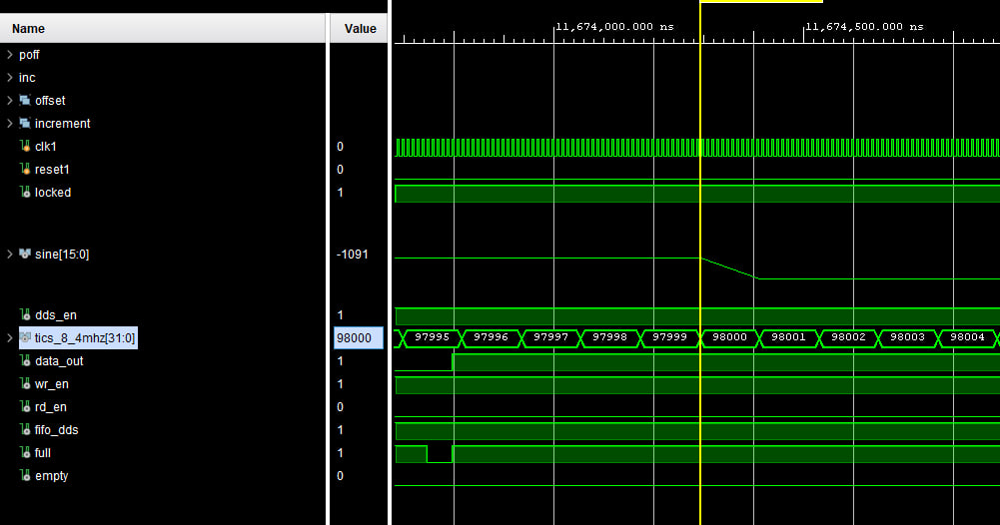 Name Value
11,674,000.000 ns 11,674,500.000 ns
poff
inc
offset
increment
clk1 0
reset1 0
locked 1
sine[15:0] -1091
dds_en 1
tics_8_4mhz[31:0] 98000 97995 97996 97997 97998 97999 98000 98001 98002 98003 98004
data_out 1
wr_en 1
rd_en 0
fifo_dds 1
full 1
empty 0